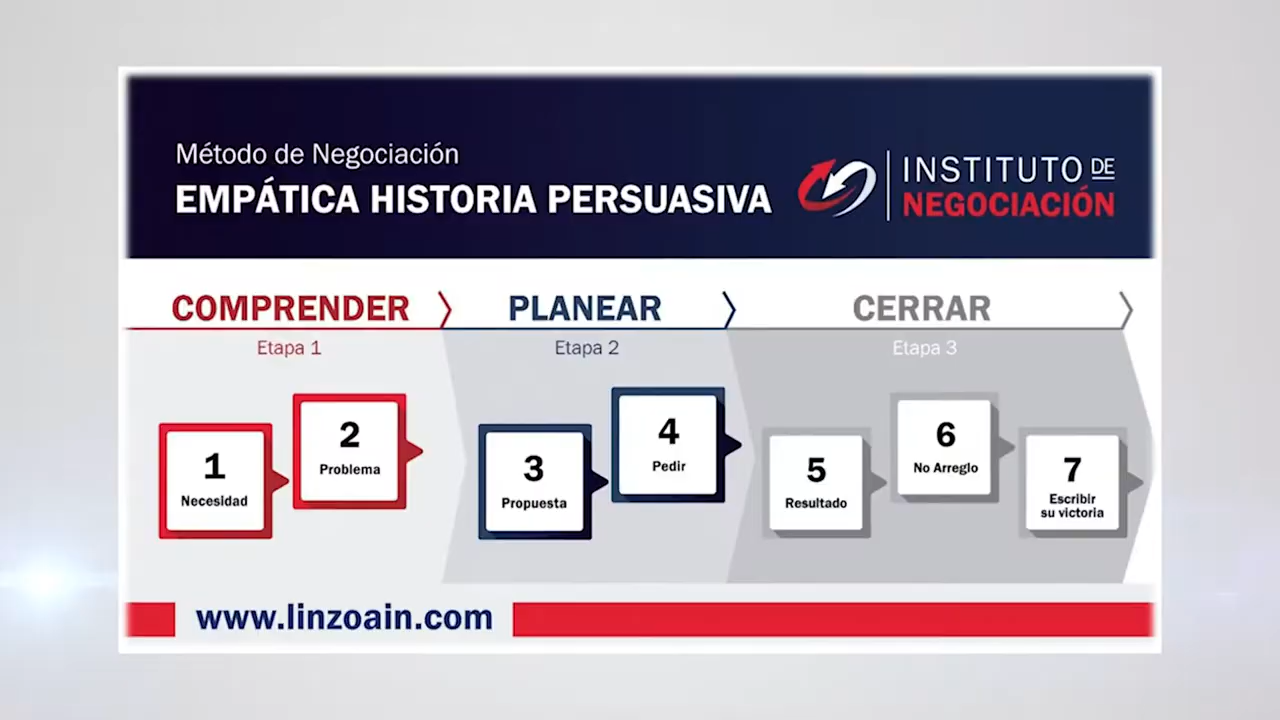 Método de Negociación
EMPÁTICA HISTORIA PERSUASIVA
INSTITUTO DE
NEGOCIACIÓN
COMPRENDER
Etapa 1
PLANEAR
Etapa 2
CERRAR
Etapa 3
1
Necesidad
2
Problema
3
Propuesta
4
Pedir
5
Resultado
6
No Arreglo
7
Escribir
su victoria
www.linzoain.com